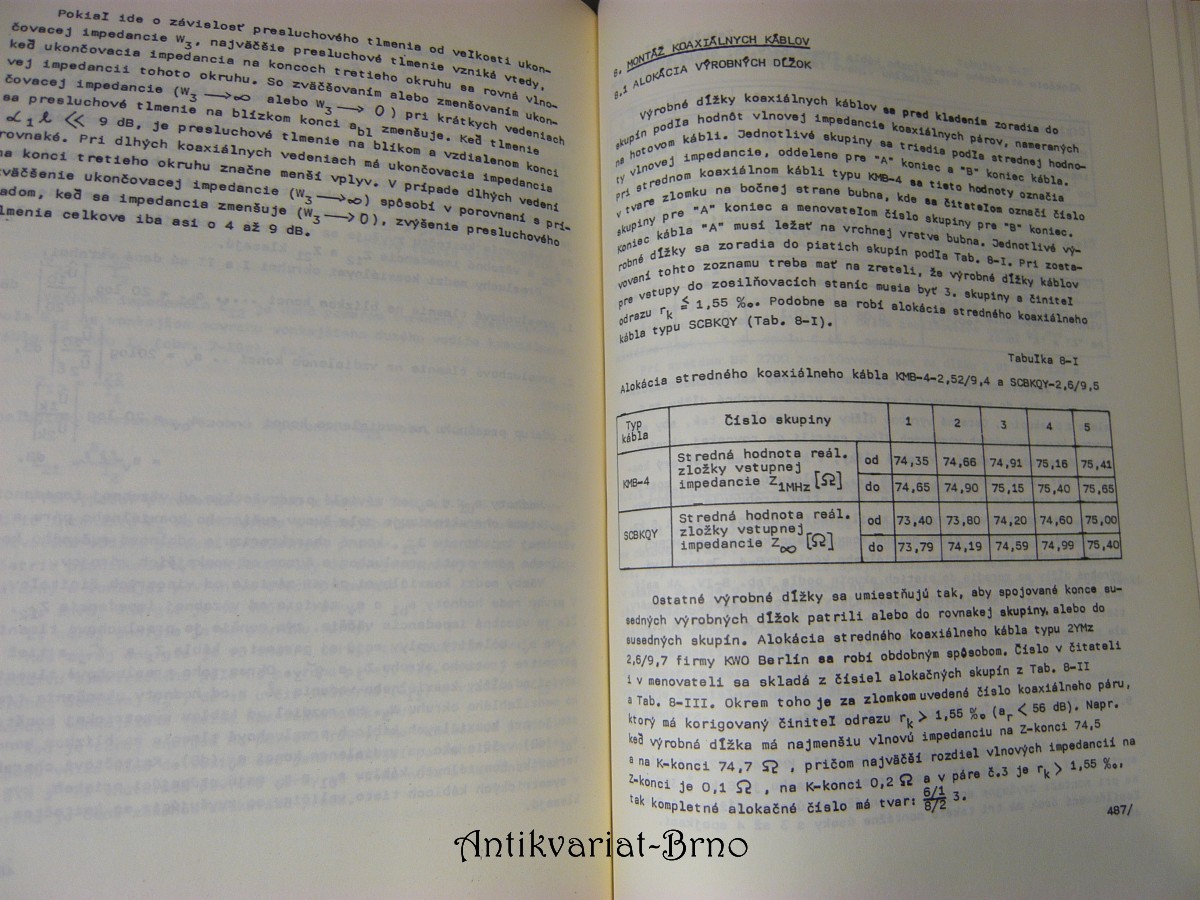 Pokiaľ ide o závislosť presluchového tlmenia od veľkosti ukon-
čovacej impedancie W3, najväčšie presluchové tlmenie vzniká vtedy,
keď ukončovacia impedancia na koncoch tretieho okruhu sa rovná vlno-
vej impedancii tohoto okruhu. So zväčšovaním alebo zmenšovaním ukon-
čovacej impedancie (W3 ⟶∞ alebo W3 ⟶ 0) pri krátkych vedeniach
sa presluchové tlmenie na blízkom konci abl zmenšuje. Keď tlmenie
α1ℓ ≪ 9 dB, je presluchové tlmenie na blíkom a vzdialenom konci
rovnaké. Pri dlhých koaxiálnych vedeniach má ukončovacia impedancia
na konci tretieho okruhu značne menší vplyv. V prípade dlhých vedení
zväčšenie ukončovacej impedancie (W3 ⟶∞) spôsobí v porovnaní s prí-
adom, keď sa impedancia zmenšuje (W3 ⟶0), zvýšenie presluchového
lmenia celkove iba asi o 4 až 9 dB.
8. MONTÁŽ KOAXIÁLNYCH KÁBLOV
8.1 ALOKÁCIA VÝROBNÝCH DĹŽOK
Výrobné dĺžky koaxiálnych káblov sa pred kladením zoradia do
skupín podľa hodnôt vlnovej impedancie koaxiálnych párov, nameraných
na hotovom kábli. Jednotlivé skupiny sa triedia podľa strednej hodno-
ty vlnovej impedancie, oddelene pre "A" koniec a "B" koniec kábla.
Pri strednom koaxiálnom kábli typu KMB-4 sa tieto hodnoty označia
v tvare zlomku na bočnej strane bubna, kde sa čitateľom označí číslo
skupiny pre "A" koniec a menovateľom číslo skupiny pre "B" koniec.
Koniec kábla "A" musí ležať na vrchnej vrstve bubna. Jednotlivé vý-
robné dĺžky sa zoradia do piatich skupín podľa Tab. 8-I. Pri zosta-
vovaní tohto zoznamu treba mať na zreteli, že výrobné dĺžky káblov
pre vstupy do zosilňovacích staníc musia byť 3. skupiny a činiteľ
odrazu rk ≦ 1,55 ‰. Podobne sa robí alokácia stredného koaxiálneho
kábla typu SCBKQY (Tab. 8-I).
Tabuľka 8-I
Alokácia stredného koaxiálneho kábla KMB-4-2,52/9,4 a SCBKQY-2,6/9,5
Typ kábla Číslo skupiny 1 2 3 4 5
KMB-4 Stredná hodnota reál. zložky vstupnej impedancie Z1MHz [Ω] od 74,35 74,66 74,91 75,16 75,41
do 74,65 74,90 75,15 75,40 75,65
SCBKQY Stredná hodnota reál. zložky vstupnej impedancie Z∞ [Ω] od 73,40 73,80 74,20 74,60 75,00
do 73,79 74,19 74,59 74,99 75,40
Ostatné výrobné dĺžky sa umiestňujú tak, aby spojované konce su-
sedných výrobných dĺžok patrili alebo do rovnakej skupiny, alebo do
susedných skupín. Alokácia stredného koaxiálneho kábla typu 2YMz
2,6/9,7 firmy KWO Berlín sa robí obdobným spôsobom. Číslo v čitateli
i v menovateli sa skladá z čísiel alokačných skupín z Tab. 8-II
a Tab. 8-III. Okrem toho je za zlomkom uvedené číslo koaxiálneho páru,
ktorý má korigovaný činiteľ odrazu rk > 1,55 ‰ (ar < 56 dB). Napr.
keď výrobná dĺžka má najmenšiu vlnovú impedanciu na Z-konci 74,5
a na K-konci 74,7 Ω, pričom najväčší rozdiel vlnových impedancií na
Z-konci je 0,1 Ω, na K-konci 0,2 Ω a v páre č.3 je rk > 1,55 ‰,
tak kompletné alokačné číslo má tvar: 6/1 / 8/2 3.
487/
Antikvariat-Brno